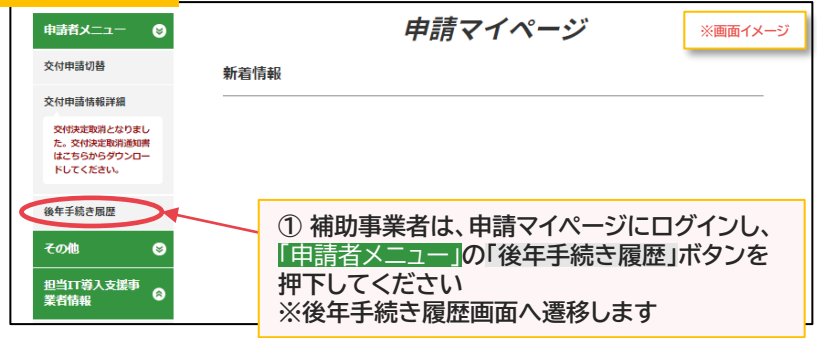 申請者メニュー
交付申請切替
交付申請情報詳細
交付決定取消となりまし
た。交付決定取消通知書
はこちらからダウンロー
ドしてください。
後年手続き履歴
その他
担当IT導入支援事
業者情報
申請マイページ
※画面イメージ
新着情報
① 補助事業者は、申請マイページにログインし、
「申請者メニュー」の「後年手続き履歴」ボタンを
押下してください
※後年手続き履歴画面へ遷移します